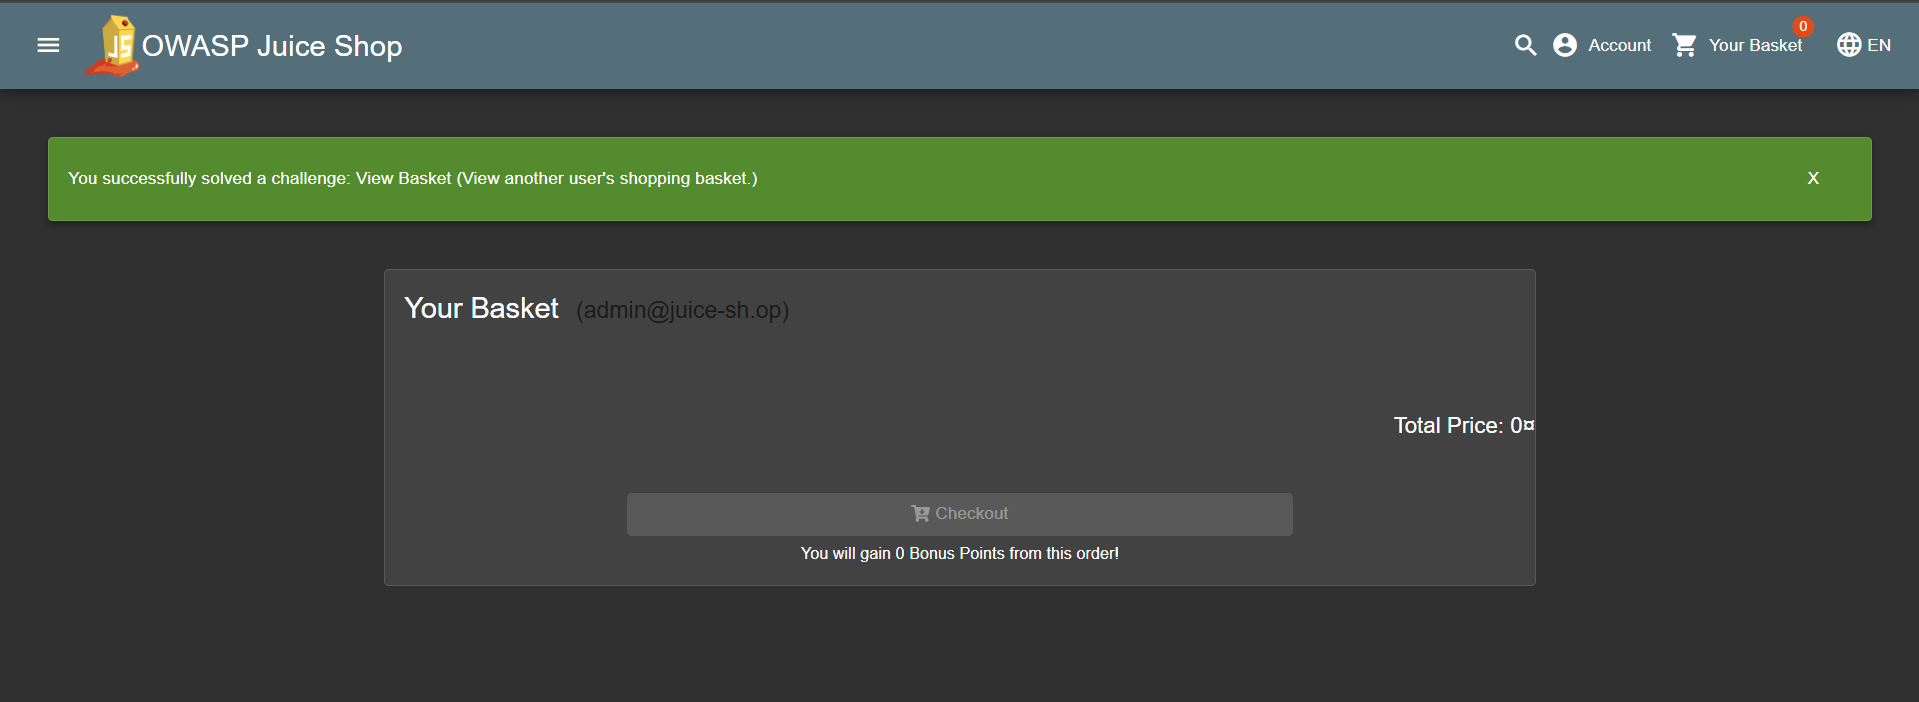 JS OWASP Juice Shop Account Your Basket 0 EN
You successfully solved a challenge: View Basket (View another user's shopping basket.) X
Your Basket (admin@juice-sh.op)
Total Price: 0¤
Checkout
You will gain 0 Bonus Points from this order!